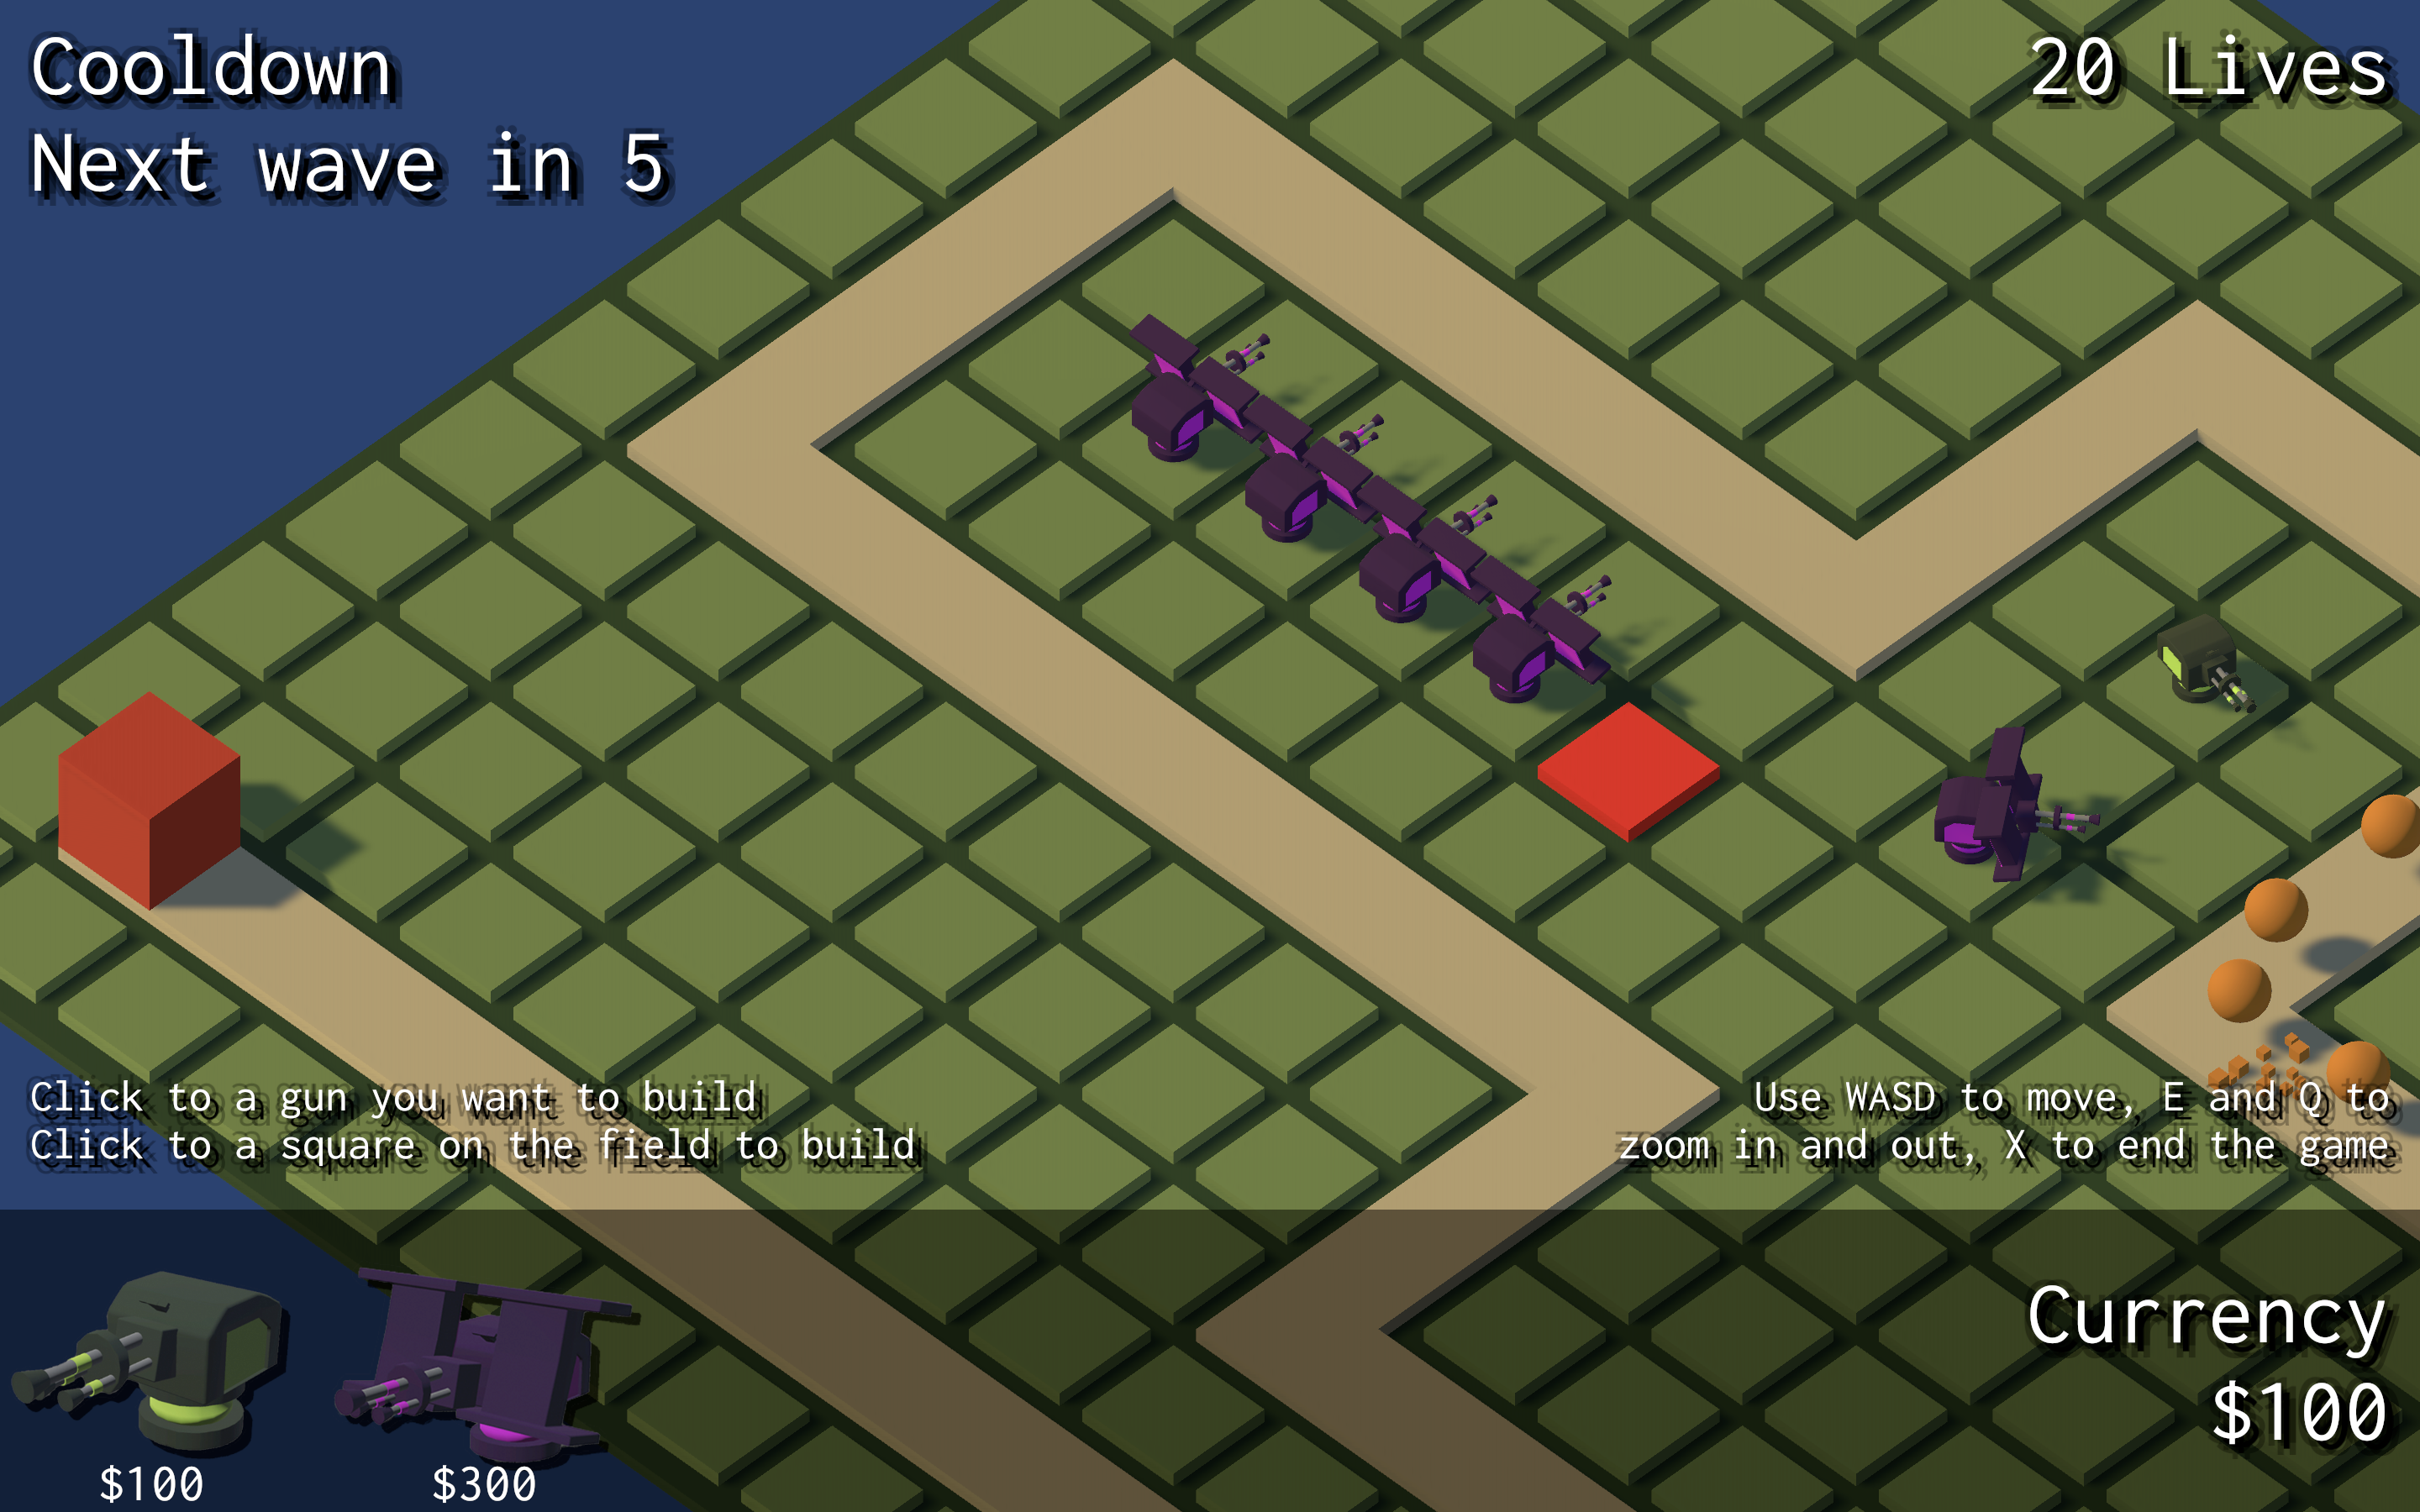 Cooldown
Next wave in 5
20 Lives
Click to a gun you want to build
Click to a square on the field to build
Use WASD to move, E and Q to
zoom in and out, X to end the game
$100
$300
Currency
$100